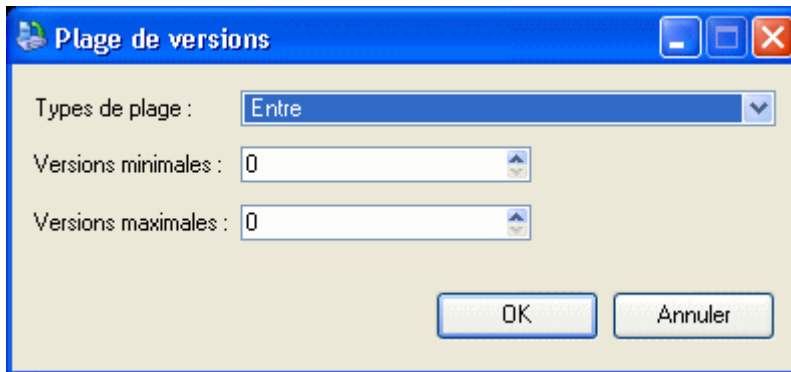 Plage de versions
Types de plage : Entre
Versions minimales : 0
Versions maximales : 0
OK Annuler